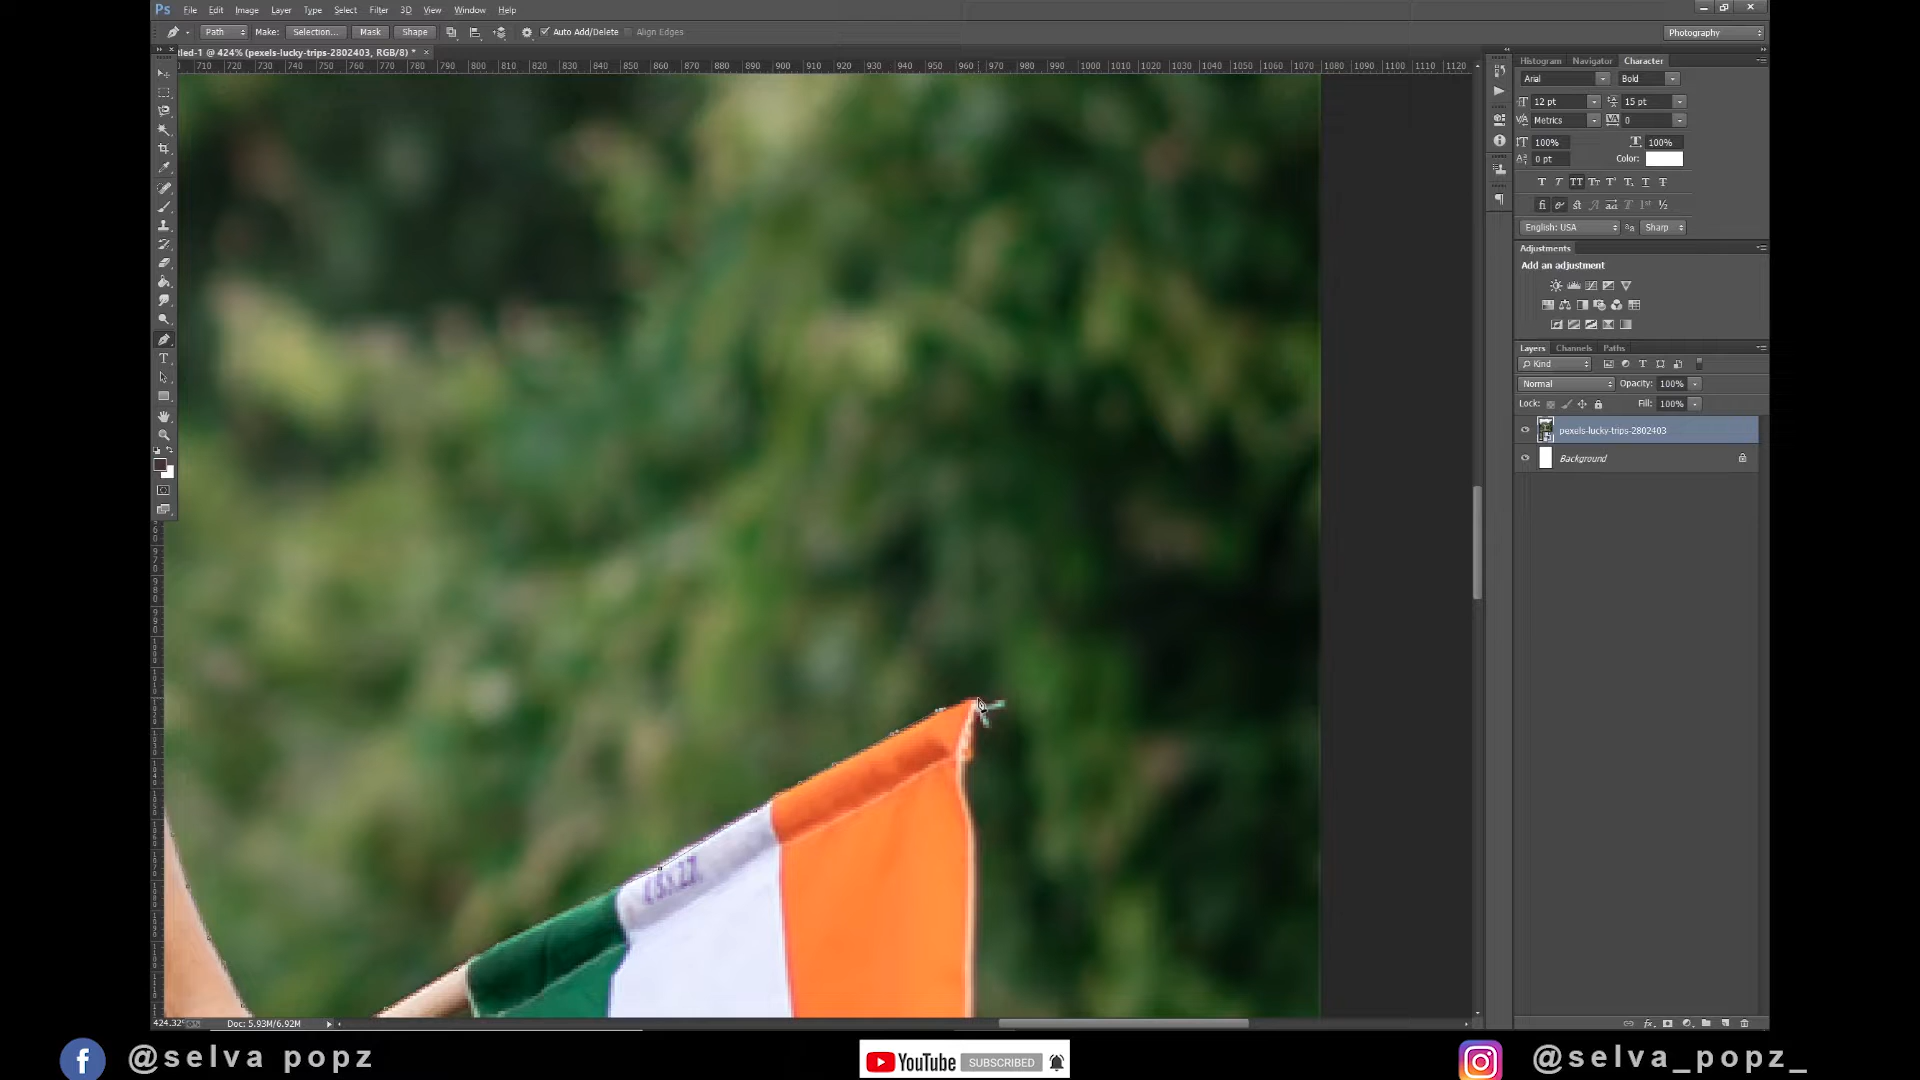 Ps File Edit Image Layer Type Select Filter 3D View Window Help
Path Make: Selection... Mask Shape Auto Add/Delete Align Edges Photography
tled-1 @ 424% (pexels-lucky-trips-2802403, RGB/8) * ×
710 720 730 740 750 760 770 780 790 800 810 820 830 840 850 860 870 880 890 900 910 920 930 940 950 960 970 980 990 1000 1010 1020 1030 1040 1050 1060 1070 1080 1090 1100 1110 1120
Histogram Navigator Character
Arial Bold
12 pt 15 pt
Metrics 0
100% 100%
0 pt Color:
English: USA Sharp
Adjustments
Add an adjustment
Layers Channels Paths
Kind
Normal Opacity: 100%
Lock: Fill: 100%
pexels-lucky-trips-2802403
Background
Doc: 5.93M/6.92M
@selva popz
YouTube SUBSCRIBED
@selva_popz_